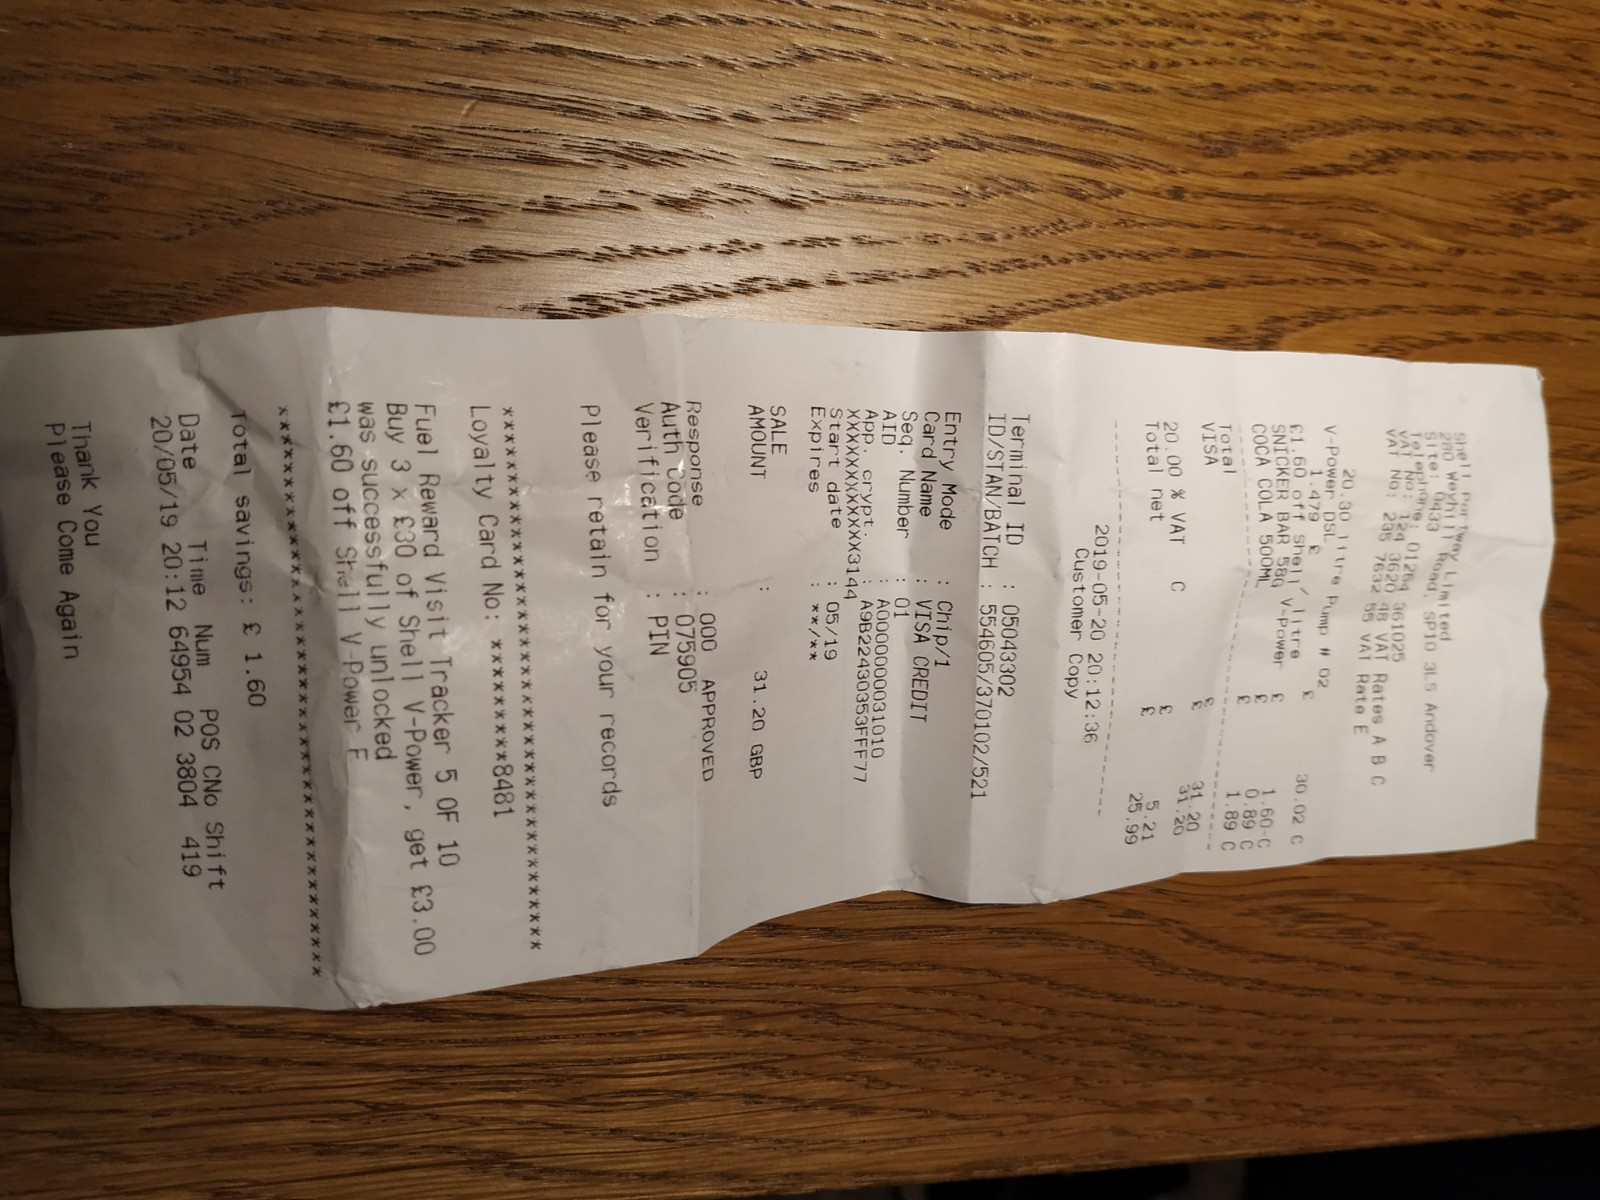 Shell Portway Limited
280 Weyhill Road, SP10 3LS Andover
Site: 0433
Telephone: 01264 361025
VAT No: 124 3620 48 VAT Rates A B C
VAT No: 235 7632 55 VAT Rate E
20.30 litre Pump # 02
V-Power DSL £ 30.02 C
1.479 £ / litre
£1.60 off Shell V-Power £ 1.60-C
SNICKER BAR 58G £ 0.89 C
COCA COLA 500ML £ 1.89 C
Total £ 31.20
VISA £ 31.20
20.00 % VAT C £ 5.21
Total net £ 25.99
2019-05-20 20:12:36
Customer Copy
Terminal ID : 05043302
ID/STAN/BATCH : 554605/370102/521
Entry Mode : Chip/1
Card Name : VISA CREDIT
Seq. Number : 01
AID : A0000000031010
App. crypt. : A9B22430353FFF77
XXXXXXXXXXXX3144
Start date : 05/19
Expires : **/**
SALE
AMOUNT : 31.20 GBP
Response : 000 APPROVED
Auth Code : 075905
Verification : PIN
Please retain for your records
****************************************
Loyalty Card No: **********8481
Fuel Reward Visit Tracker 5 OF 10
Buy 3 x £30 of Shell V-Power, get £3.00
was successfully unlocked
£1.60 off Shell V-Power F
****************************************
Total savings: £ 1.60
Date Time Num POS CNo Shift
20/05/19 20:12 64954 02 3804 419
Thank You
Please Come Again